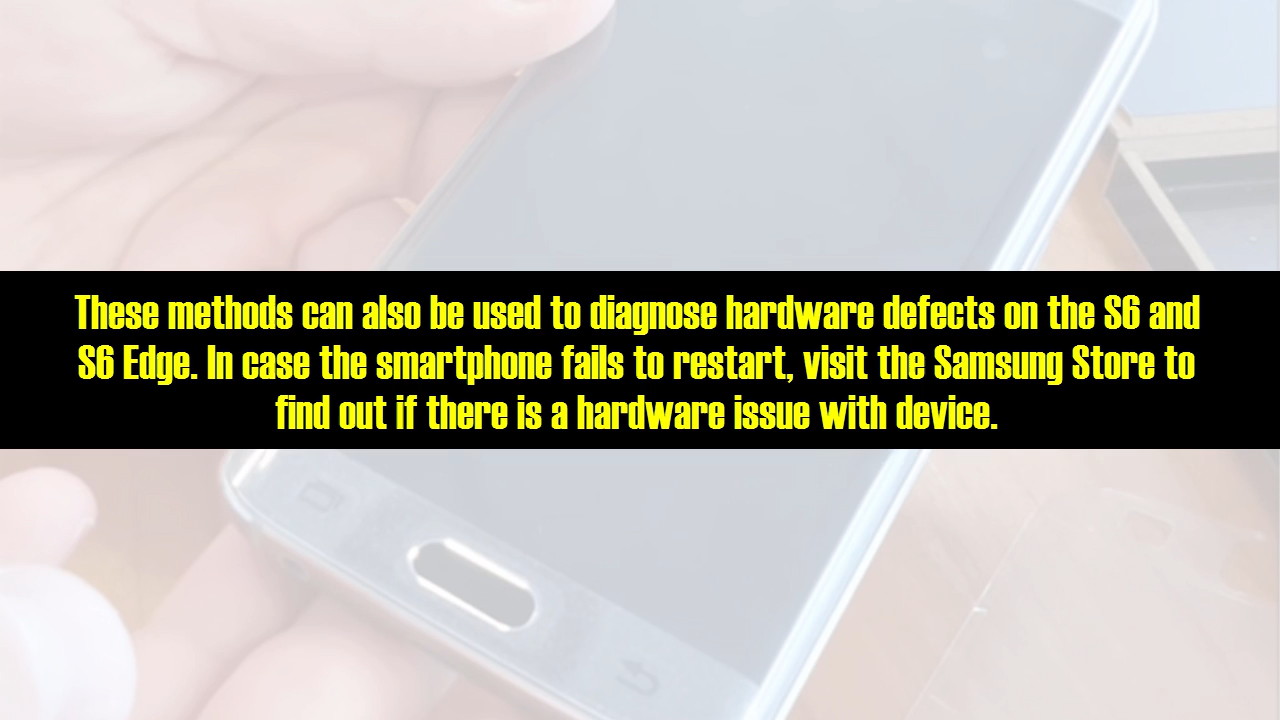 These methods can also be used to diagnose hardware defects on the S6 and
S6 Edge. In case the smartphone fails to restart, visit the Samsung Store to
find out if there is a hardware issue with device.